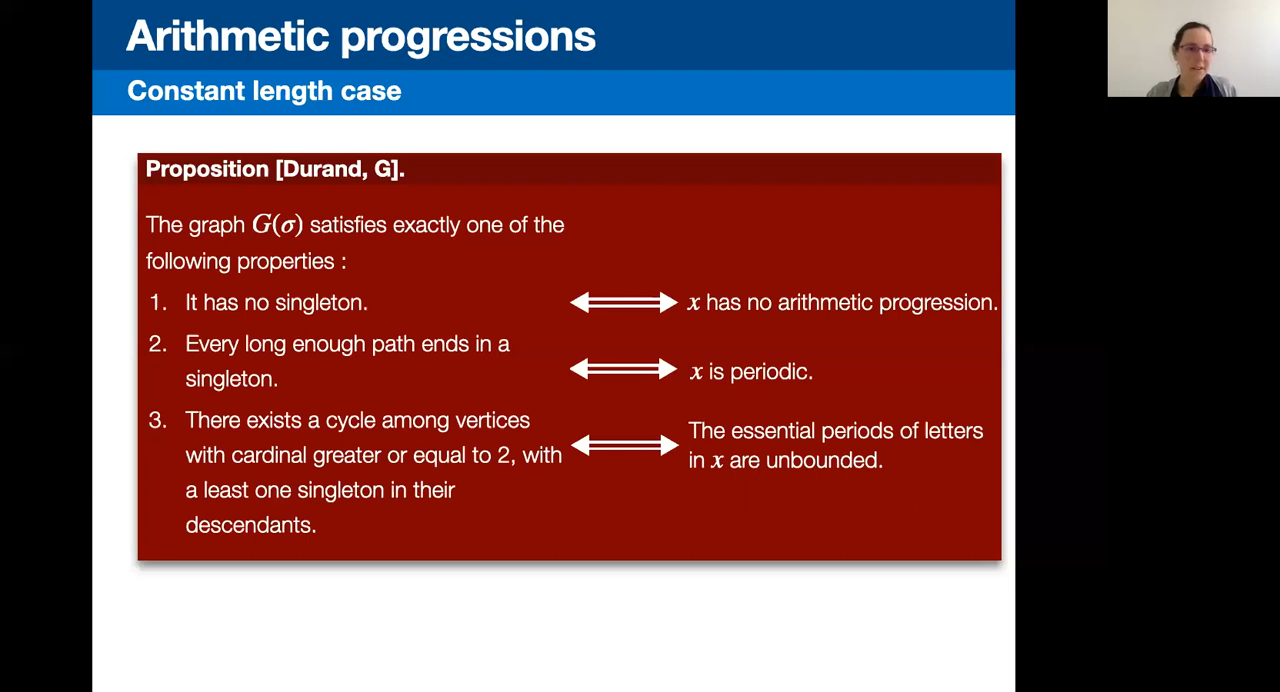 Arithmetic progressions
Constant length case
Proposition [Durand, G].
The graph G(σ) satisfies exactly one of the
following properties :
1. It has no singleton.
x has no arithmetic progression.
2. Every long enough path ends in a
singleton.
x is periodic.
3. There exists a cycle among vertices
with cardinal greater or equal to 2, with
a least one singleton in their
descendants.
The essential periods of letters
in x are unbounded.